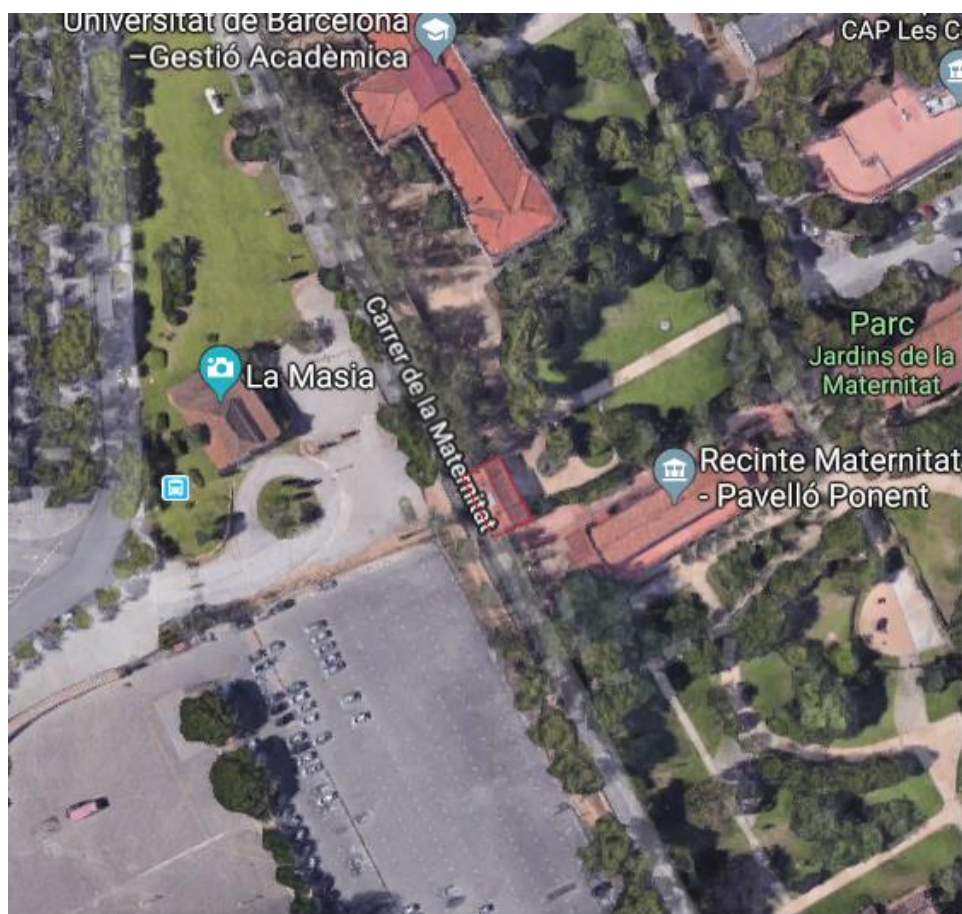 Universitat de Barcelona
–Gestió Acadèmica
CAP Les
Carrer de la Maternitat
La Masia
Parc
Jardins de la
Maternitat
Recinte Maternitat
- Pavelló Ponent